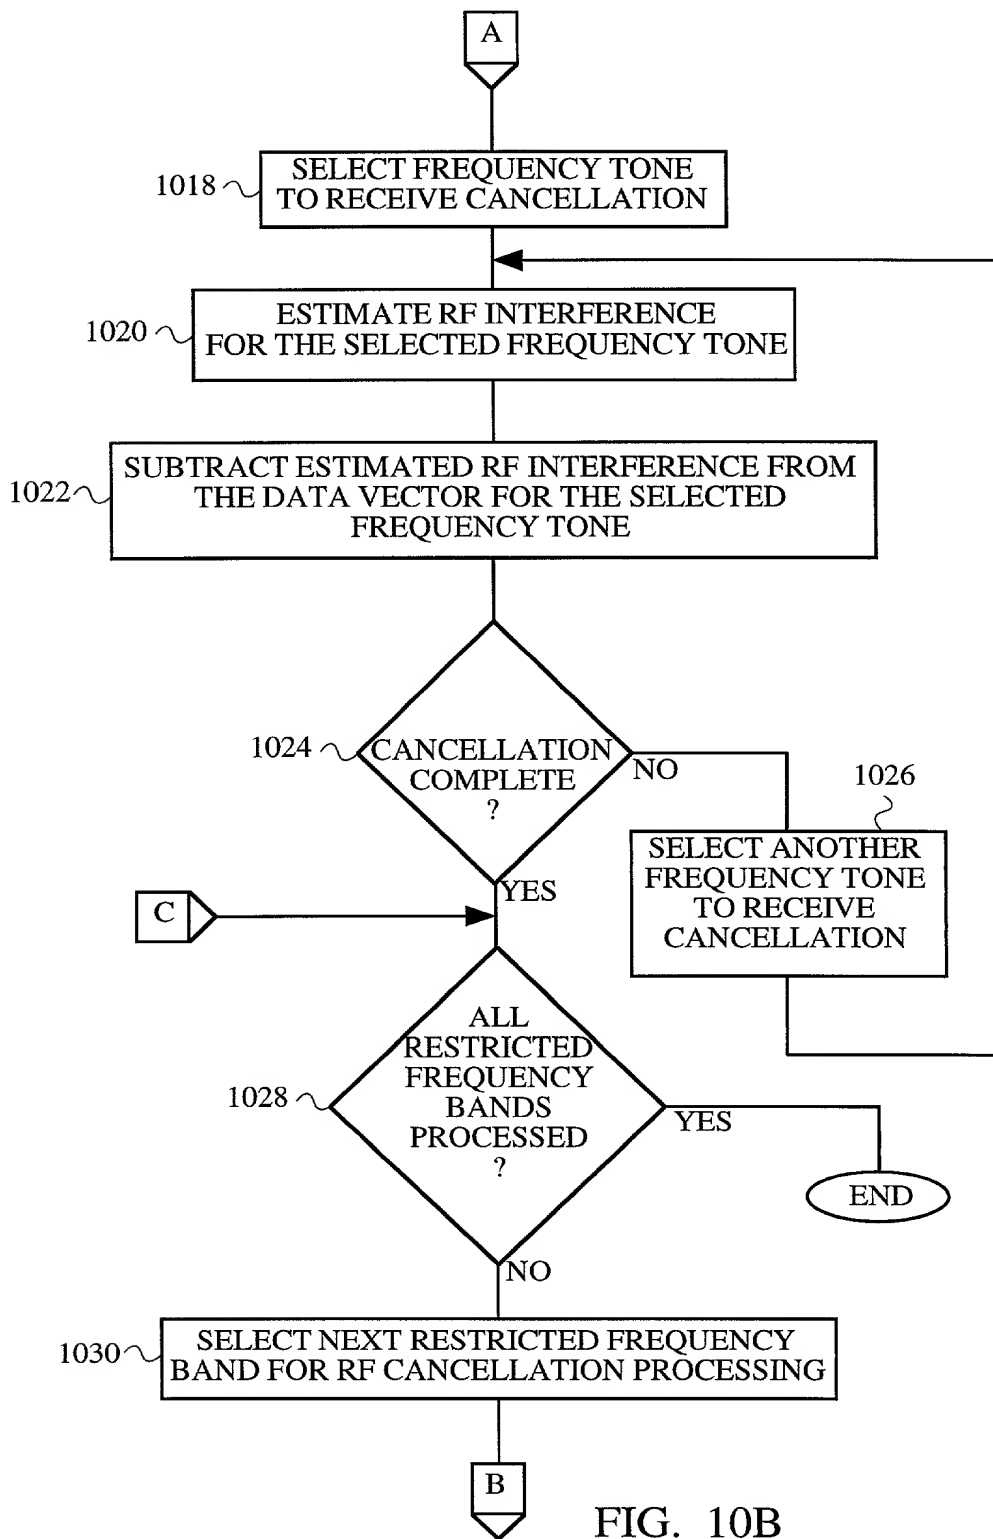 A
1018
SELECT FREQUENCY TONE
TO RECEIVE CANCELLATION
1020
ESTIMATE RF INTERFERENCE
FOR THE SELECTED FREQUENCY TONE
1022
SUBTRACT ESTIMATED RF INTERFERENCE FROM
THE DATA VECTOR FOR THE SELECTED
FREQUENCY TONE
1024
CANCELLATION
COMPLETE
?
NO
1026
SELECT ANOTHER
FREQUENCY TONE
TO RECEIVE
CANCELLATION
YES
C
1028
ALL
RESTRICTED
FREQUENCY
BANDS
PROCESSED
?
YES
END
NO
1030
SELECT NEXT RESTRICTED FREQUENCY
BAND FOR RF CANCELLATION PROCESSING
B
FIG. 10B